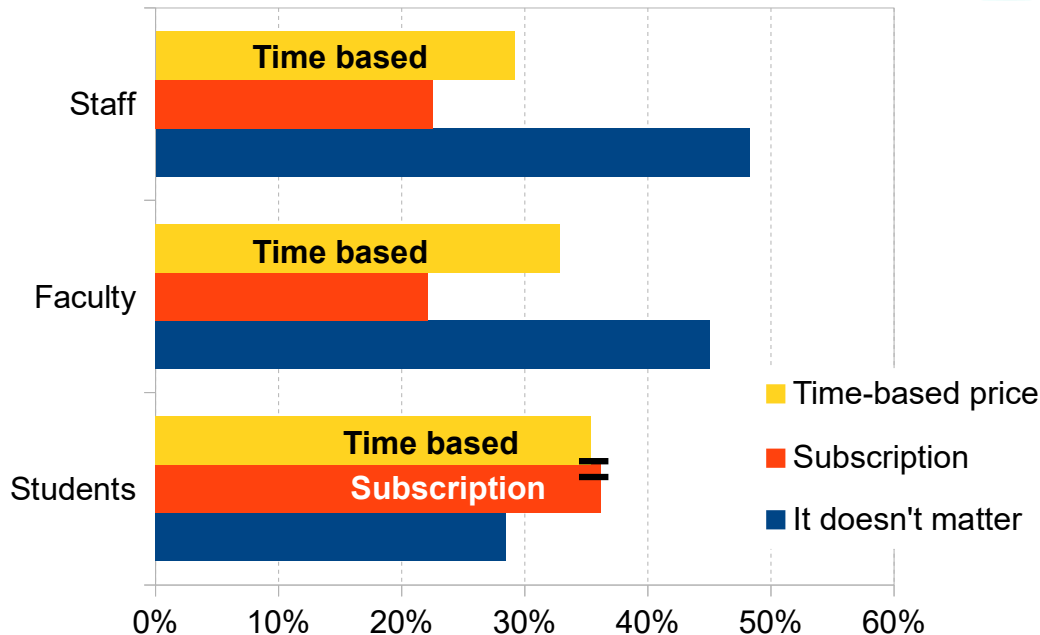 Time based
Staff
Time based
Faculty
Time-based price
Time based
Subscription
Students
Subscription
It doesn't matter
0% 10% 20% 30% 40% 50% 60%